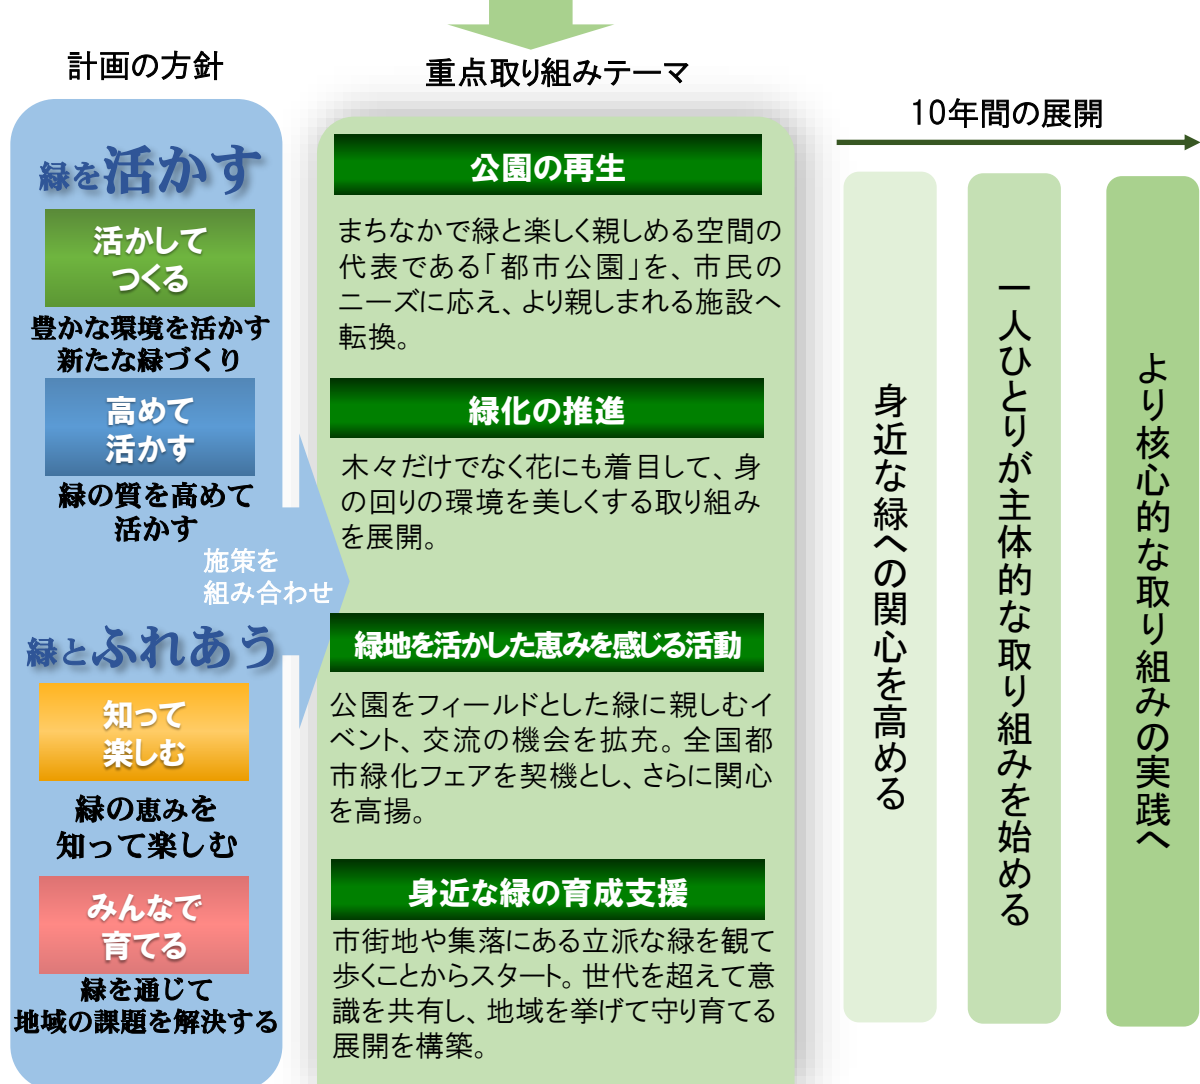 計画の方針
緑を活かす
活かして
つくる
豊かな環境を活かす
新たな緑づくり
高めて
活かす
緑の質を高めて
活かす
施策を
組み合わせ
緑とふれあう
知って
楽しむ
緑の恵みを
知って楽しむ
みんなで
育てる
緑を通じて
地域の課題を解決する
重点取り組みテーマ
公園の再生
まちなかで緑と楽しく親しめる空間の
代表である「都市公園」を、市民の
ニーズに応え、より親しまれる施設へ
転換。
緑化の推進
木々だけでなく花にも着目して、身
の回りの環境を美しくする取り組み
を展開。
緑地を活かした恵みを感じる活動
公園をフィールドとした緑に親しむイ
ベント、交流の機会を拡充。全国都
市緑化フェアを契機とし、さらに関心
を高揚。
身近な緑の育成支援
市街地や集落にある立派な緑を観て
歩くことからスタート。世代を超えて意
識を共有し、地域を挙げて守り育てる
展開を構築。
10年間の展開
身近な緑への関心を高める
一人ひとりが主体的な取り組みを始める
より核心的な取り組みの実践へ